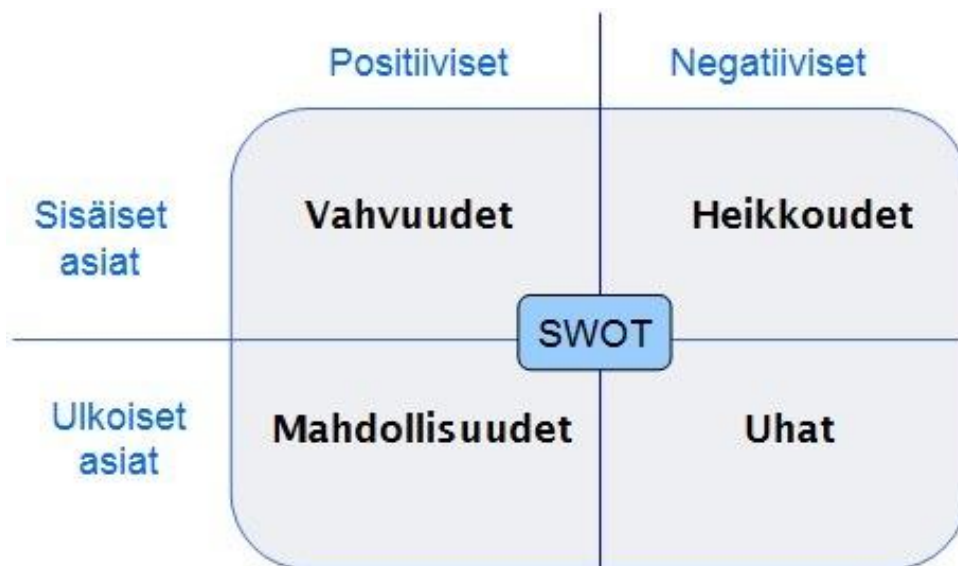 Positiiviset
Negatiiviset
Sisäiset
asiat
Vahvuudet
Heikkoudet
SWOT
Ulkoiset
asiat
Mahdollisuudet
Uhat